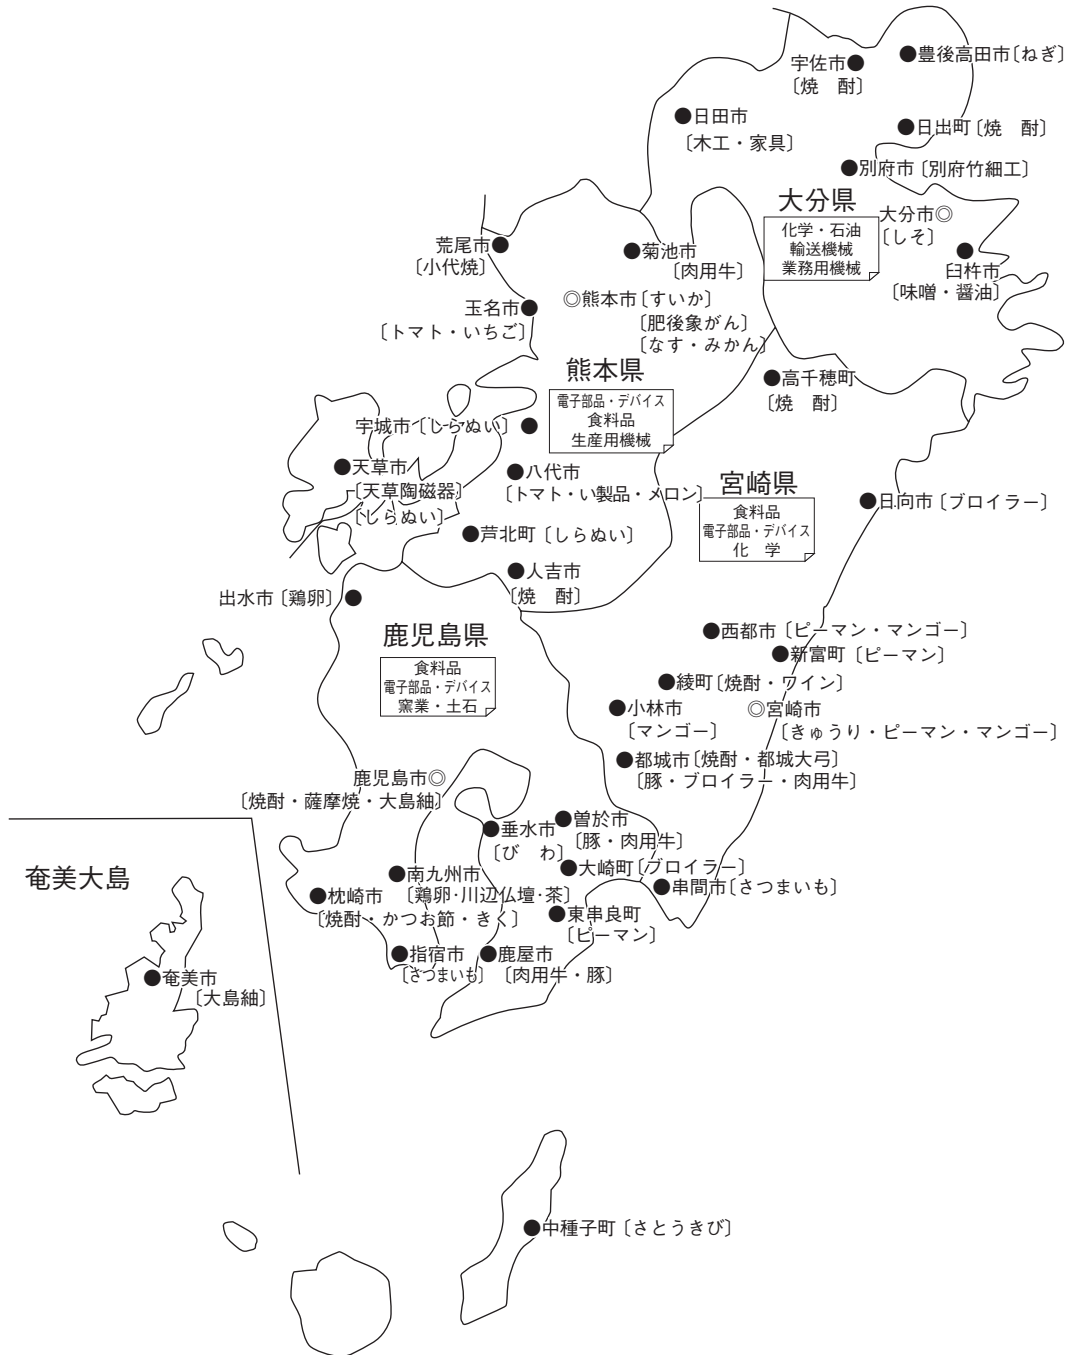 宇佐市
〔焼　酎〕
豊後高田市〔ねぎ〕
日田市
〔木工・家具〕
日出町〔焼　酎〕
別府市〔別府竹細工〕
大分県
化学・石油
輸送機械
業務用機械
大分市◎
〔しそ〕
臼杵市
〔味噌・醤油〕
荒尾市
〔小代焼〕
菊池市
〔肉用牛〕
玉名市
〔トマト・いちご〕
◎熊本市〔すいか〕
〔肥後象がん〕
〔なす・みかん〕
熊本県
電子部品・デバイス
食料品
生産用機械
高千穂町
〔焼　酎〕
宇城市〔しらぬい〕
天草市
〔天草陶磁器〕
〔しらぬい〕
八代市
〔トマト・い製品・メロン〕
芦北町〔しらぬい〕
人吉市
〔焼　酎〕
宮崎県
食料品
電子部品・デバイス
化　学
日向市〔ブロイラー〕
出水市〔鶏卵〕
鹿児島県
食料品
電子部品・デバイス
窯業・土石
西都市〔ピーマン・マンゴー〕
新富町〔ピーマン〕
綾町〔焼酎・ワイン〕
小林市
〔マンゴー〕
◎宮崎市
〔きゅうり・ピーマン・マンゴー〕
都城市〔焼酎・都城大弓〕
〔豚・ブロイラー・肉用牛〕
鹿児島市◎
〔焼酎・薩摩焼・大島紬〕
垂水市
〔び　わ〕
曽於市
〔豚・肉用牛〕
大崎町〔ブロイラー〕
串間市〔さつまいも〕
南九州市
〔鶏卵・川辺仏壇・茶〕
枕崎市
〔焼酎・かつお節・きく〕
東串良町
〔ピーマン〕
指宿市
〔さつまいも〕
鹿屋市
〔肉用牛・豚〕
奄美大島
奄美市
〔大島紬〕
中種子町〔さとうきび〕